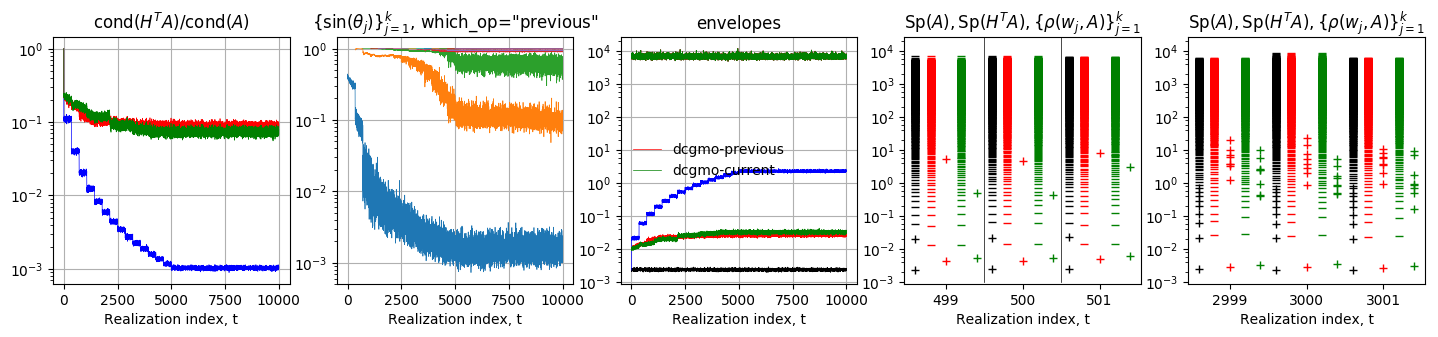 cond(H^T A)/cond(A)
10^0
10^-1
10^-2
10^-3
0 2500 5000 7500 10000
Realization index, t
{sin(θ_j)}_{j=1}^k, which_op="previous"
10^0
10^-1
10^-2
10^-3
0 2500 5000 7500 10000
Realization index, t
envelopes
10^4
10^3
10^2
10^1
10^0
10^-1
10^-2
10^-3
dcgmo-previous
dcgmo-current
0 2500 5000 7500 10000
Realization index, t
Sp(A), Sp(H^T A), {ρ(w_j, A)}_{j=1}^k
10^4
10^3
10^2
10^1
10^0
10^-1
10^-2
10^-3
499 500 501
Realization index, t
Sp(A), Sp(H^T A), {ρ(w_j, A)}_{j=1}^k
10^4
10^3
10^2
10^1
10^0
10^-1
10^-2
10^-3
2999 3000 3001
Realization index, t